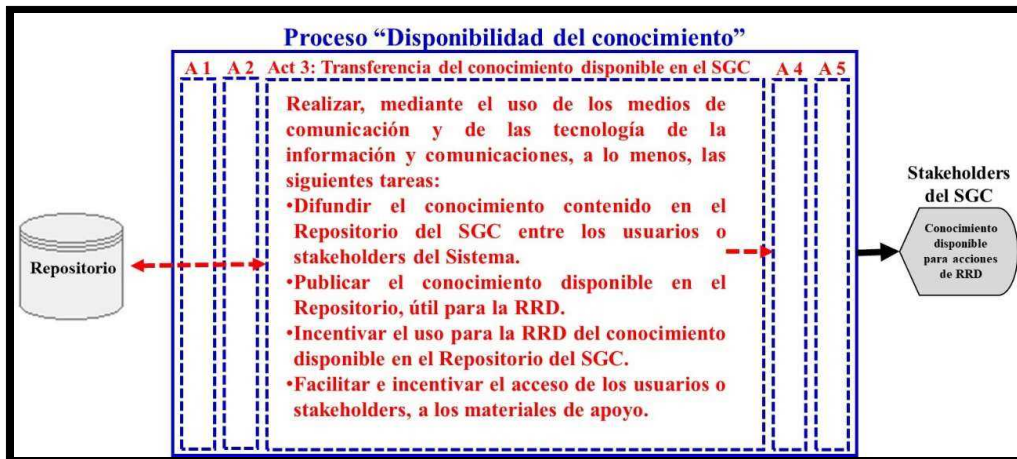 Proceso “Disponibilidad del conocimiento”
A 1 A 2 Act 3: Transferencia del conocimiento disponible en el SGC A 4 A 5
Realizar, mediante el uso de los medios de
comunicación y de las tecnología de la
información y comunicaciones, a lo menos, las
siguientes tareas:
•Difundir el conocimiento contenido en el
Repositorio del SGC entre los usuarios o
stakeholders del Sistema.
•Publicar el conocimiento disponible en el
Repositorio, útil para la RRD.
•Incentivar el uso para la RRD del conocimiento
disponible en el Repositorio del SGC.
•Facilitar e incentivar el acceso de los usuarios o
stakeholders, a los materiales de apoyo.
Repositorio
Stakeholders
del SGC
Conocimiento
disponible
para acciones
de RRD